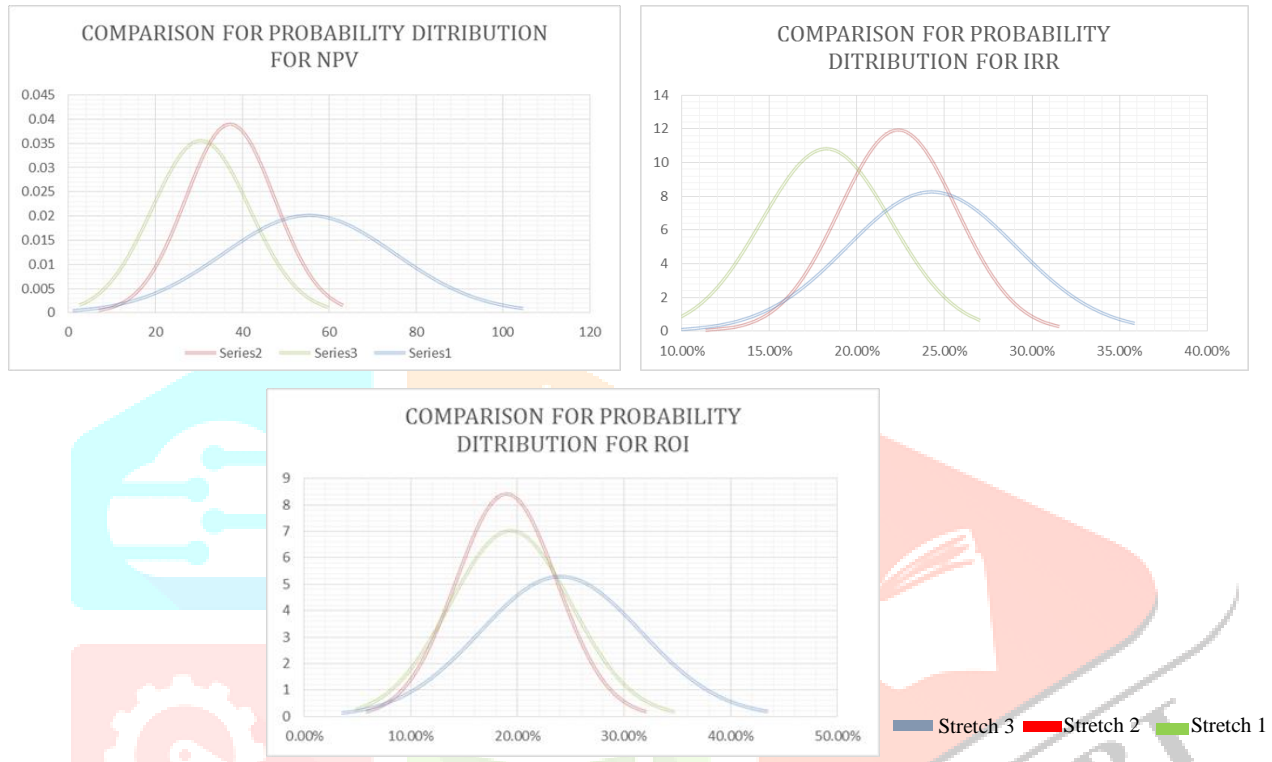 COMPARISON FOR PROBABILITY DITRIBUTION
FOR NPV
0.045
0.04
0.035
0.03
0.025
0.02
0.015
0.01
0.005
0
0 20 40 60 80 100 120
Series2 Series3 Series1
COMPARISON FOR PROBABILITY
DITRIBUTION FOR IRR
14
12
10
8
6
4
2
0
10.00% 15.00% 20.00% 25.00% 30.00% 35.00% 40.00%
COMPARISON FOR PROBABILITY
DITRIBUTION FOR ROI
9
8
7
6
5
4
3
2
1
0
0.00% 10.00% 20.00% 30.00% 40.00% 50.00%
Stretch 3 Stretch 2 Stretch 1